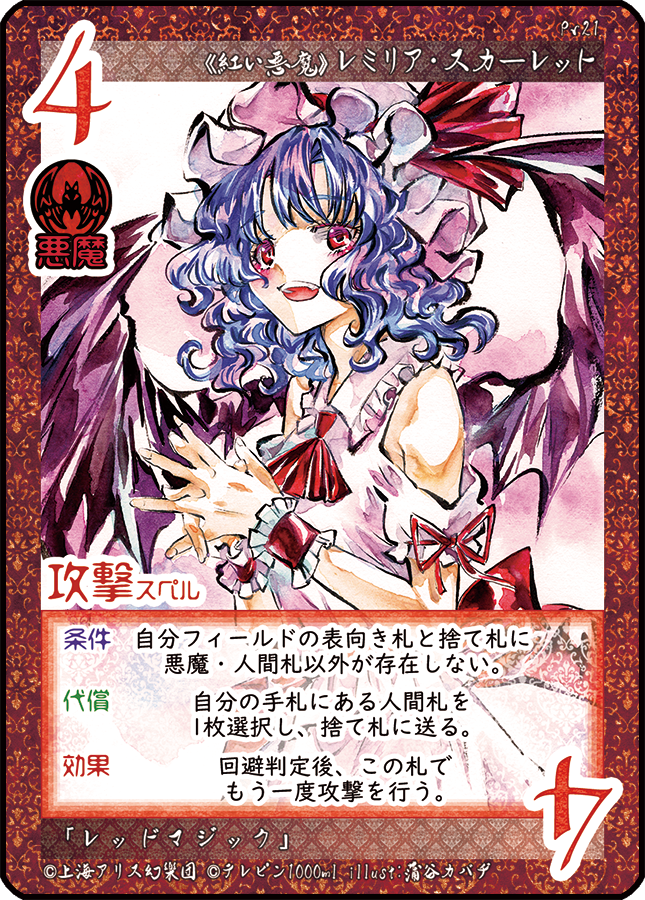 Pr21
4
《紅い悪魔》レミリア・スカーレット
悪魔
攻撃スペル
条件 自分フィールドの表向き札と捨て札に
悪魔・人間札以外が存在しない。
代償 自分の手札にある人間札を
1枚選択し、捨て札に送る。
効果 回避判定後、この札で
もう一度攻撃を行う。
4
「レッドマジック」
©上海アリス幻樂団 ©テレピン1000ml illust:蒲谷カバヂ